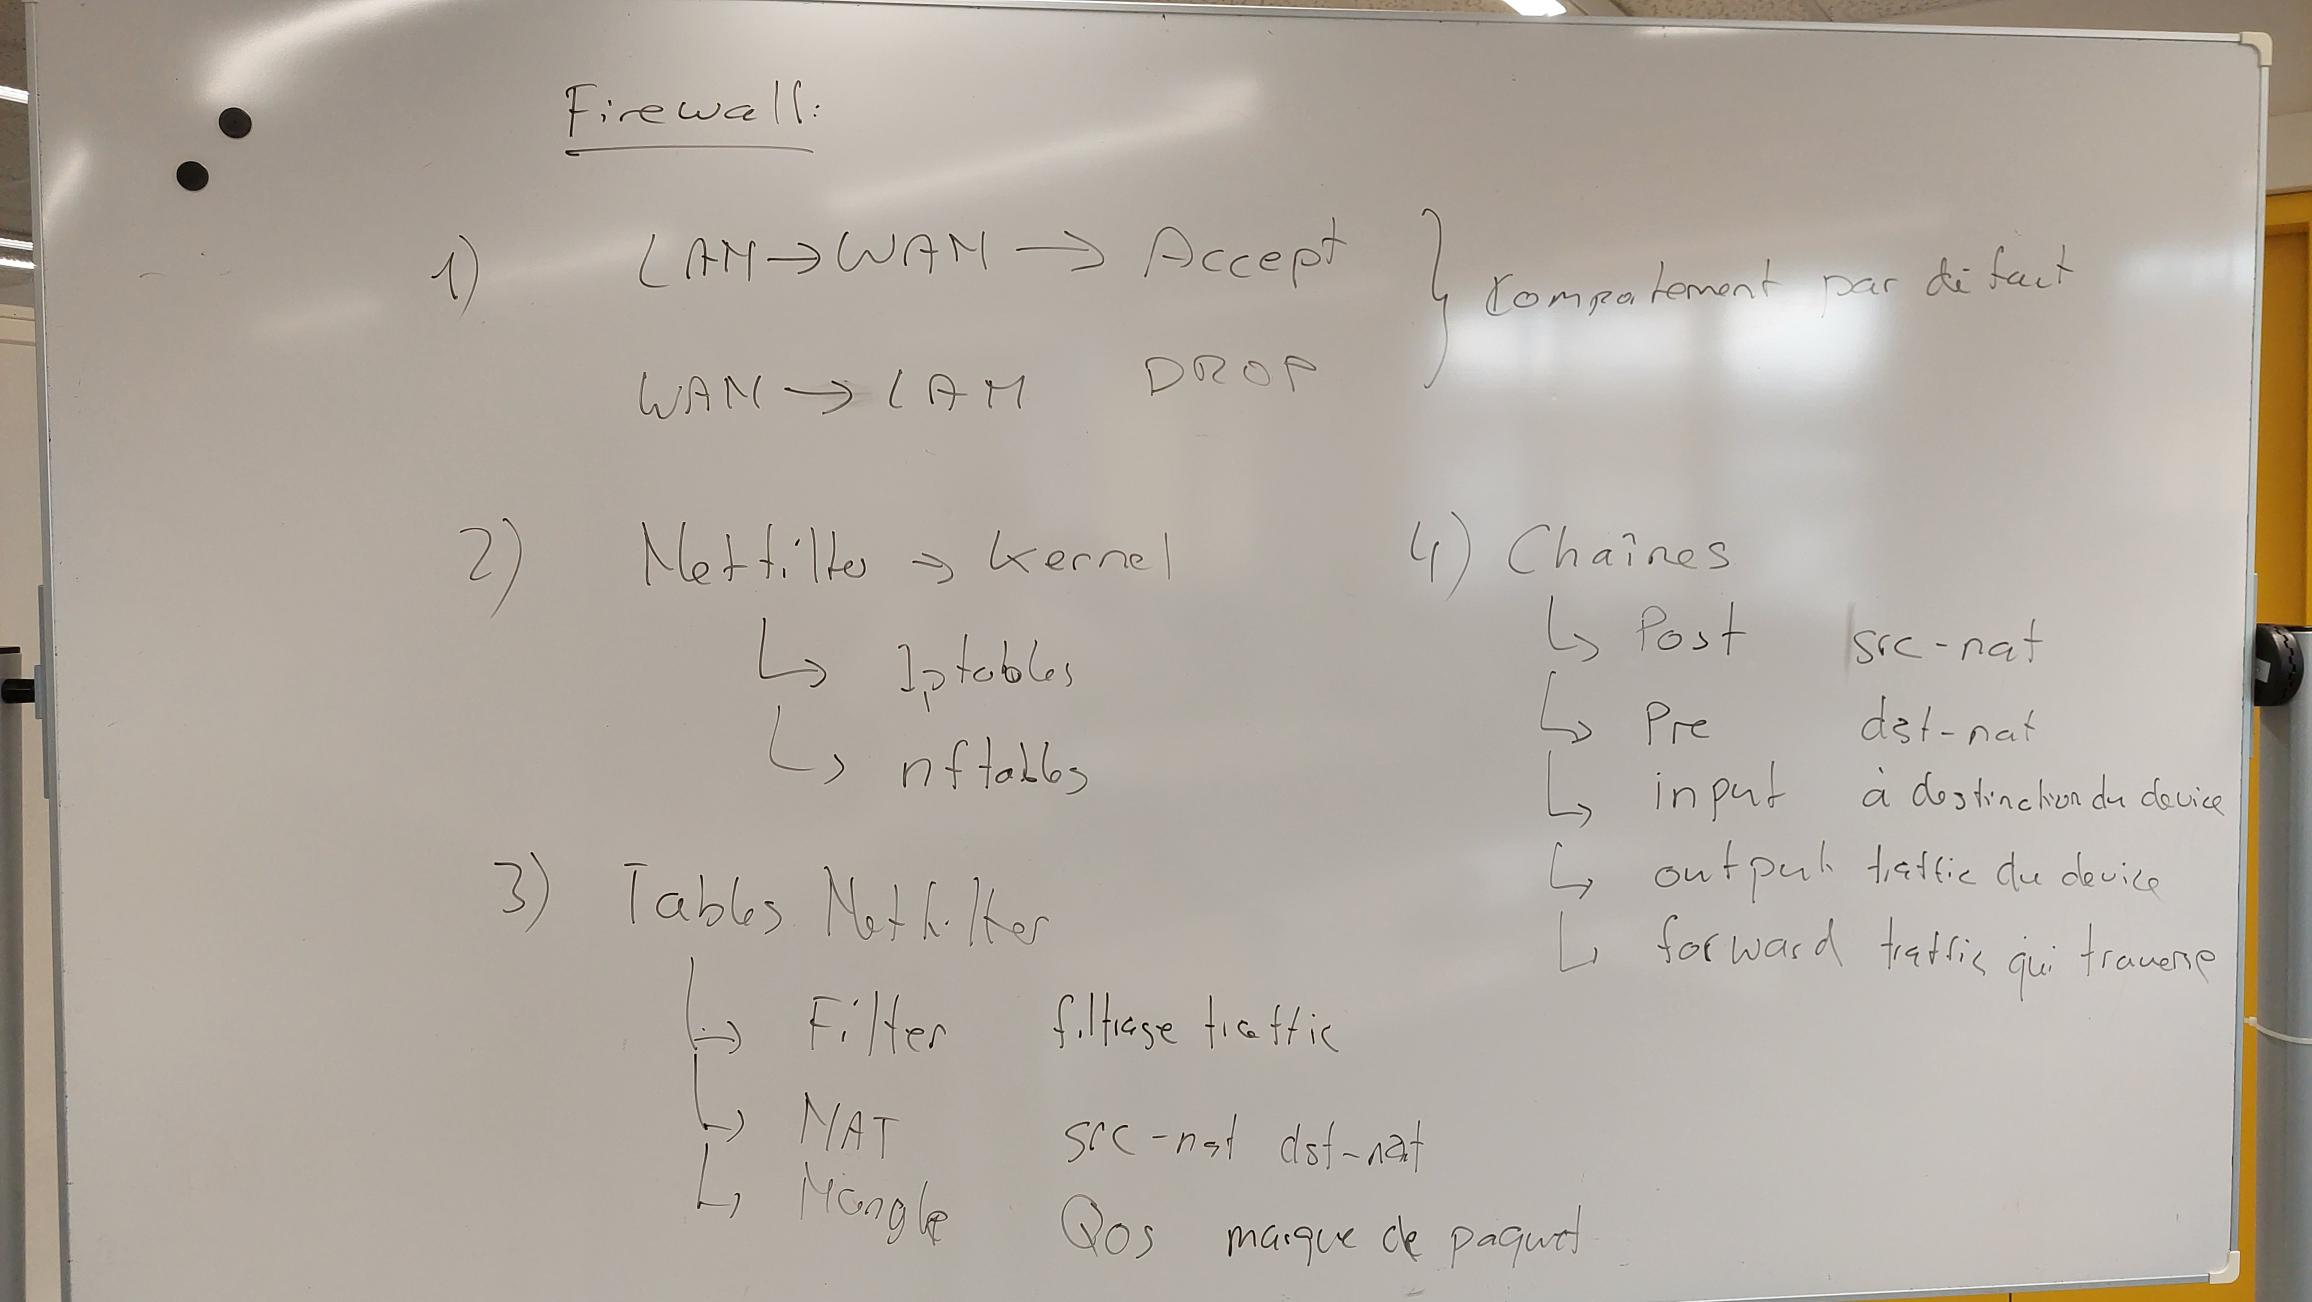 Firewall:
1) LAN → WAN → Accept
WAN → LAN DROP
} comportement par défaut
2) Netfilter → Kernel
↳ Iptables
↳ nftables
3) Tables Netfilter
↳ Filter filtrage traffic
↳ NAT src-nat dst-nat
↳ Mangle QoS marque de paquet
4) Chaînes
↳ Post src-nat
↳ Pre dst-nat
↳ input à destinction du device
↳ output traffic du device
↳ forward traffic qui traverse